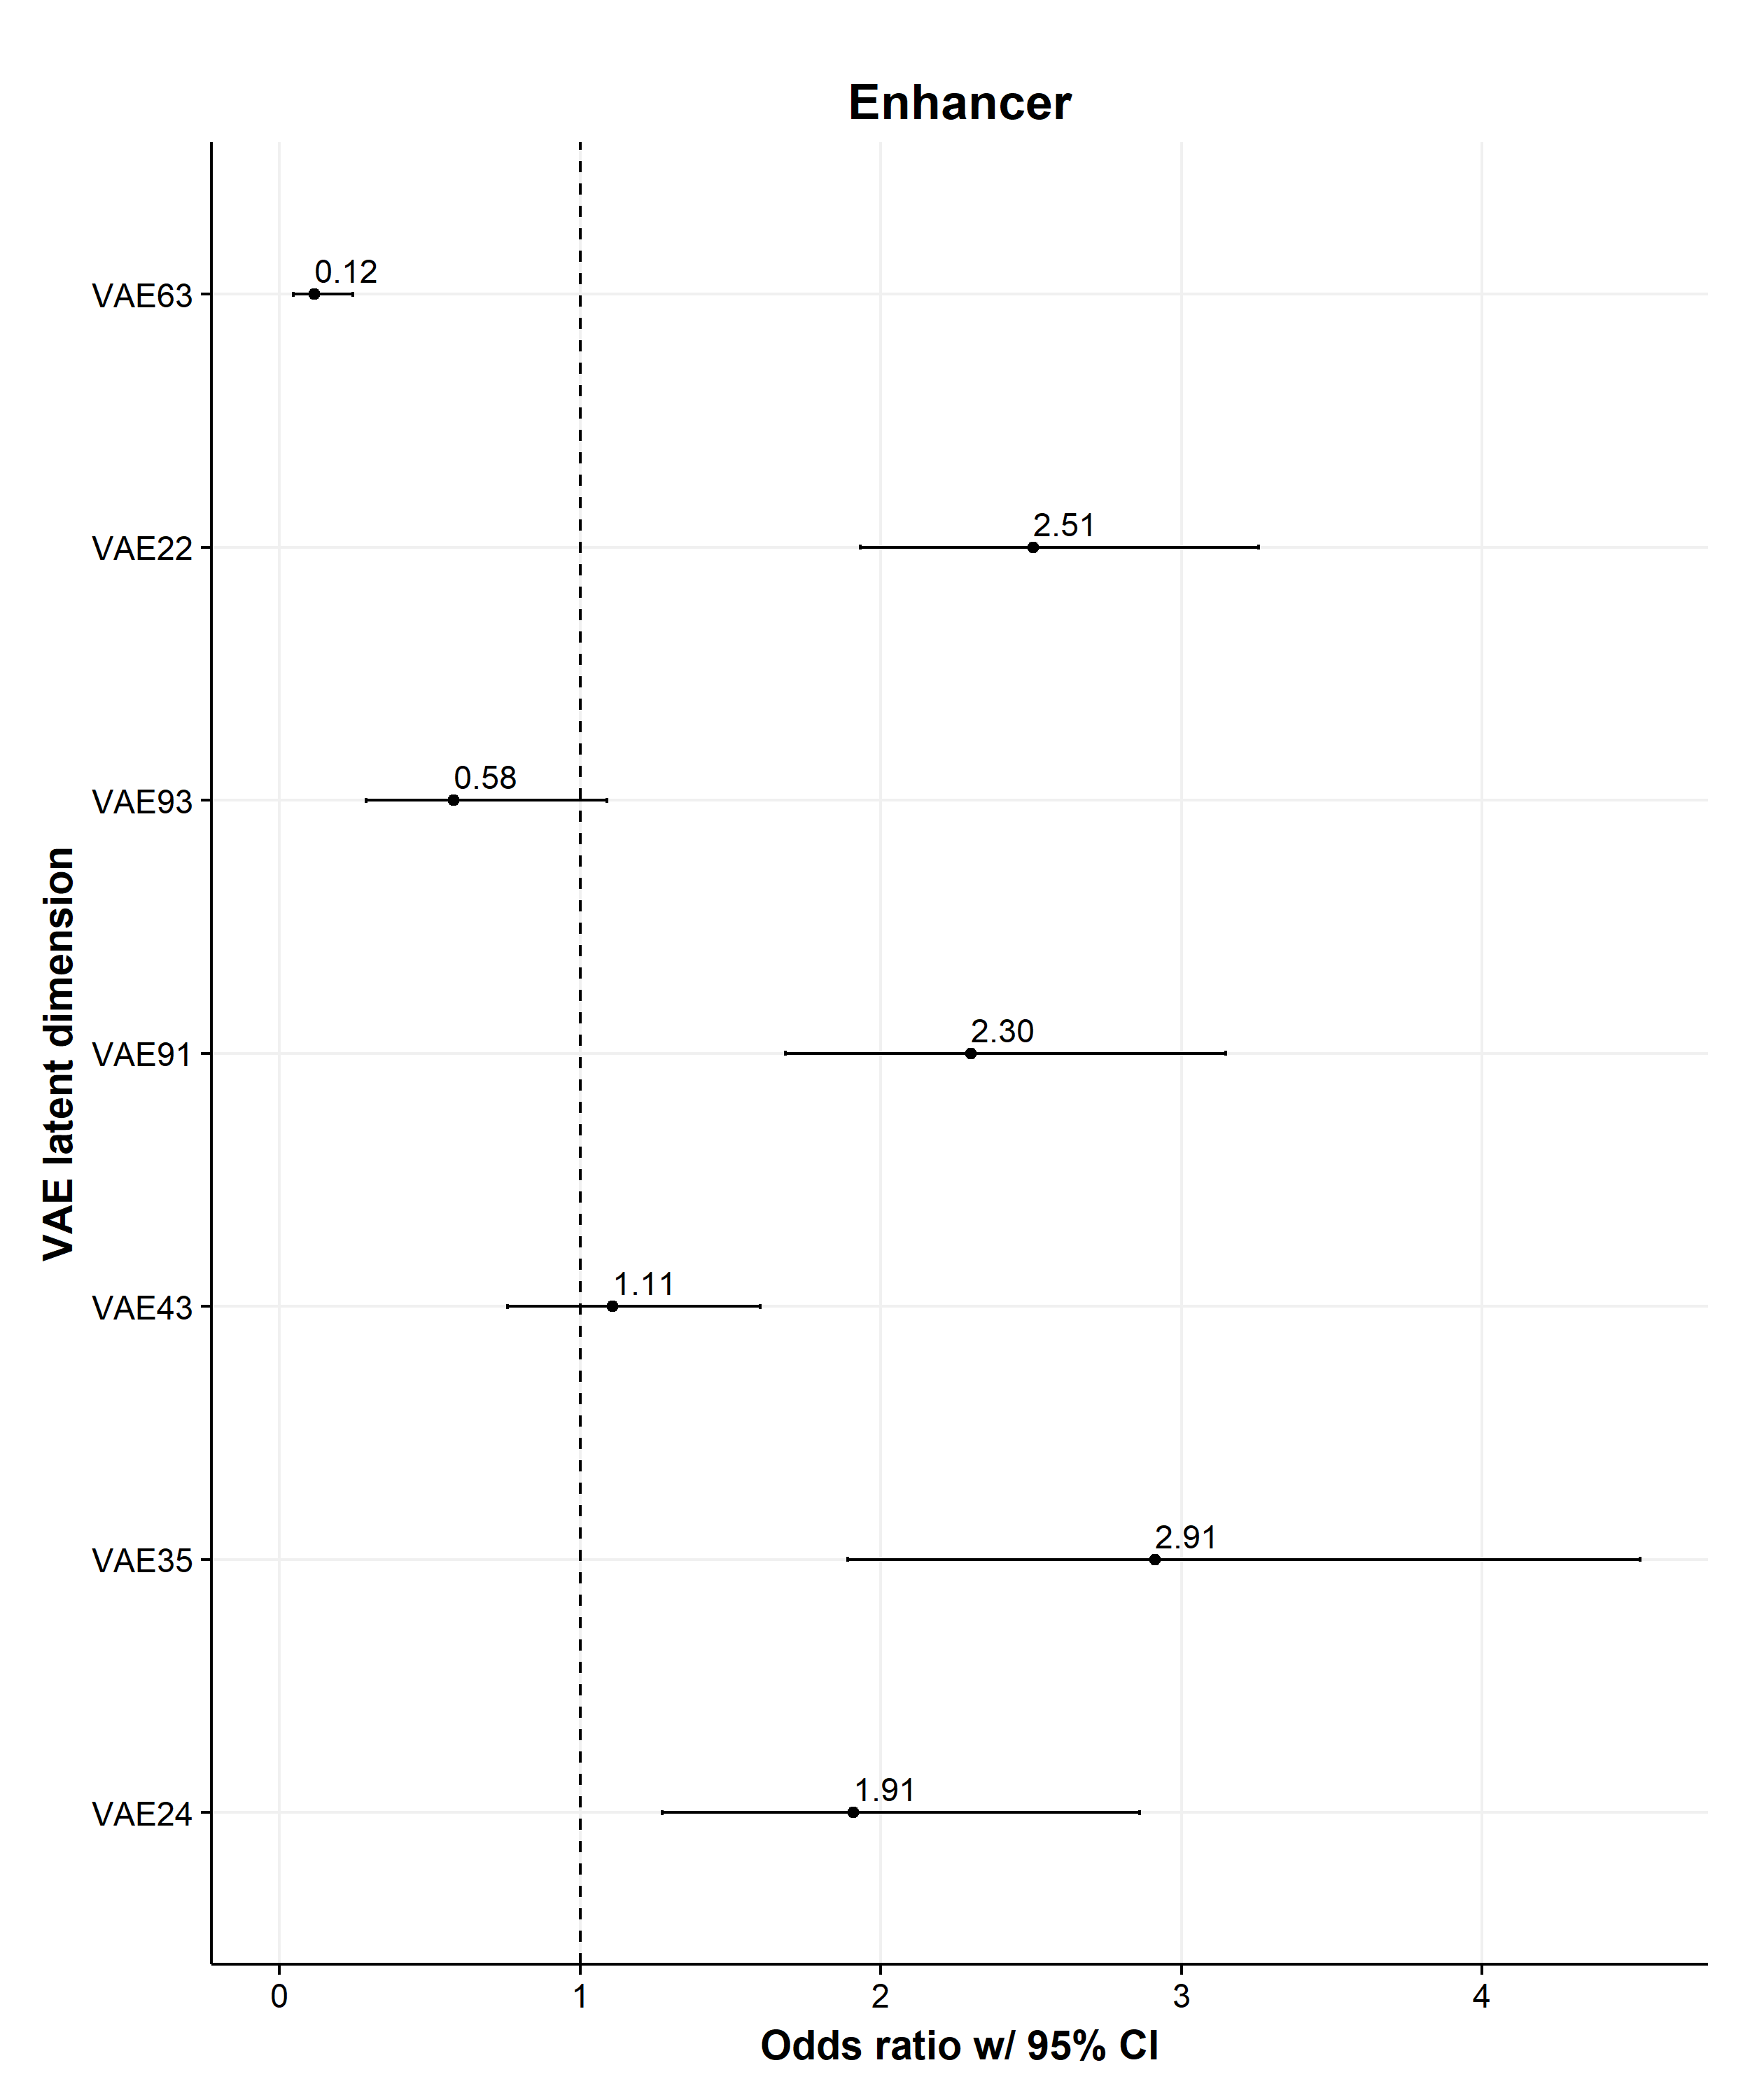 Enhancer
VAE latent dimension
VAE63
0.12
VAE22
2.51
VAE93
0.58
VAE91
2.30
VAE43
1.11
VAE35
2.91
VAE24
1.91
0 1 2 3 4
Odds ratio w/ 95% CI